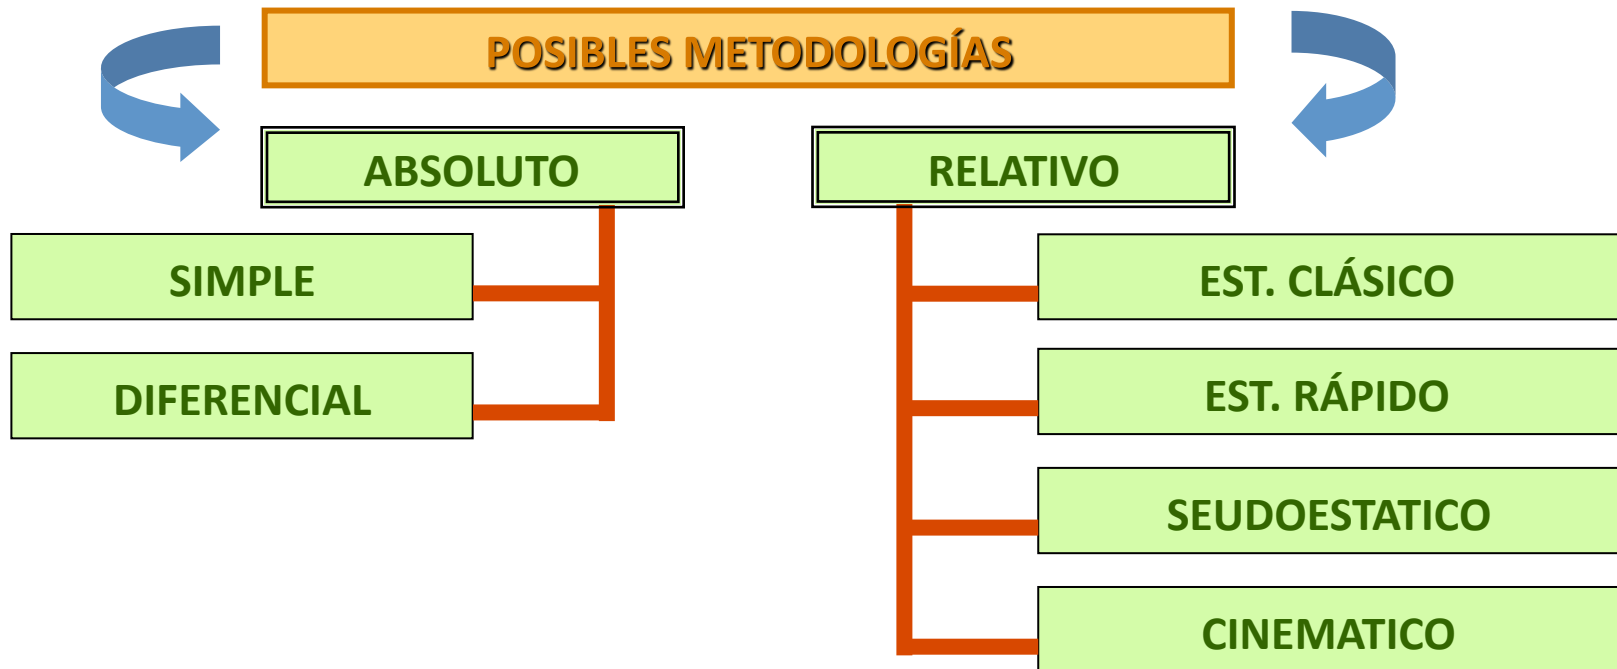 POSIBLES METODOLOGÍAS
ABSOLUTO
RELATIVO
SIMPLE
DIFERENCIAL
EST. CLÁSICO
EST. RÁPIDO
SEUDOESTATICO
CINEMATICO